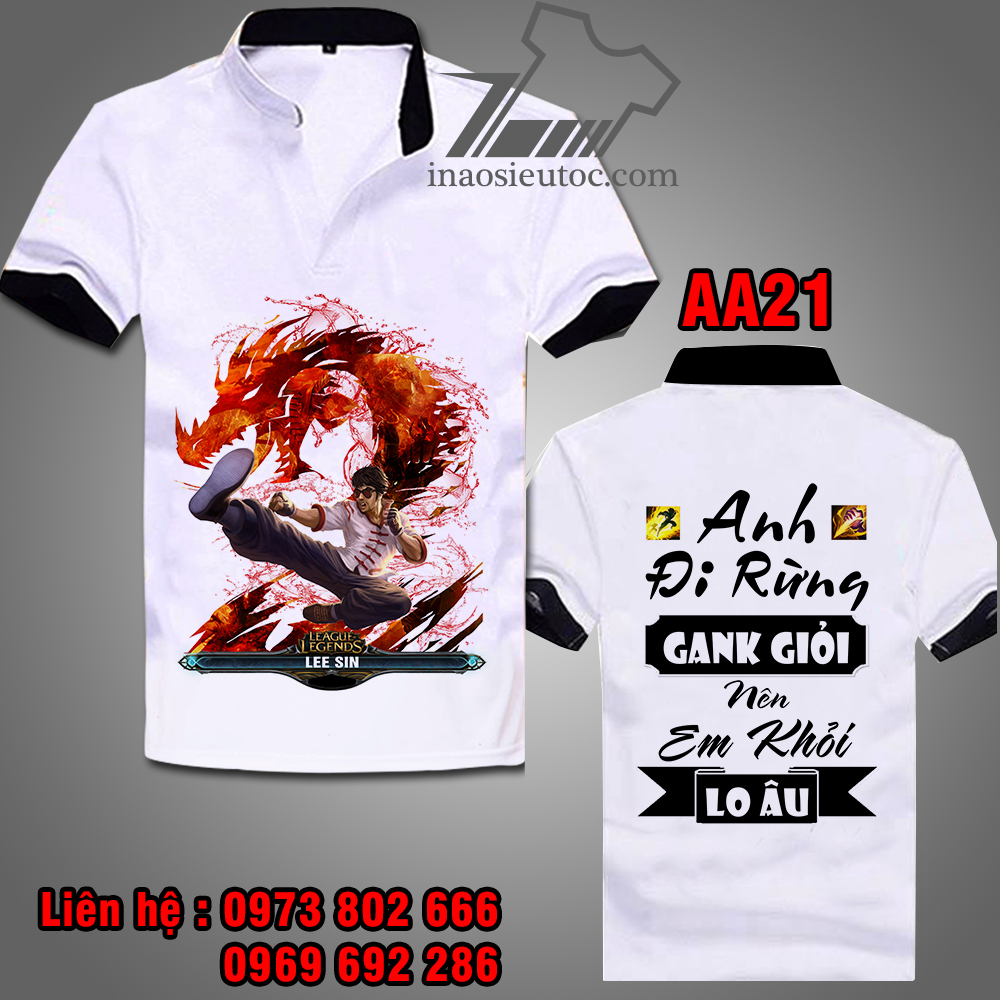 inaosieutoc.com
AA21
LEAGUE
LEGENDS
LEE SIN
Anh
Đi Rừng
GANK GIỎI
Nên
Em Khỏi
LO ÂU
Liên hệ : 0973 802 666
0969 692 286